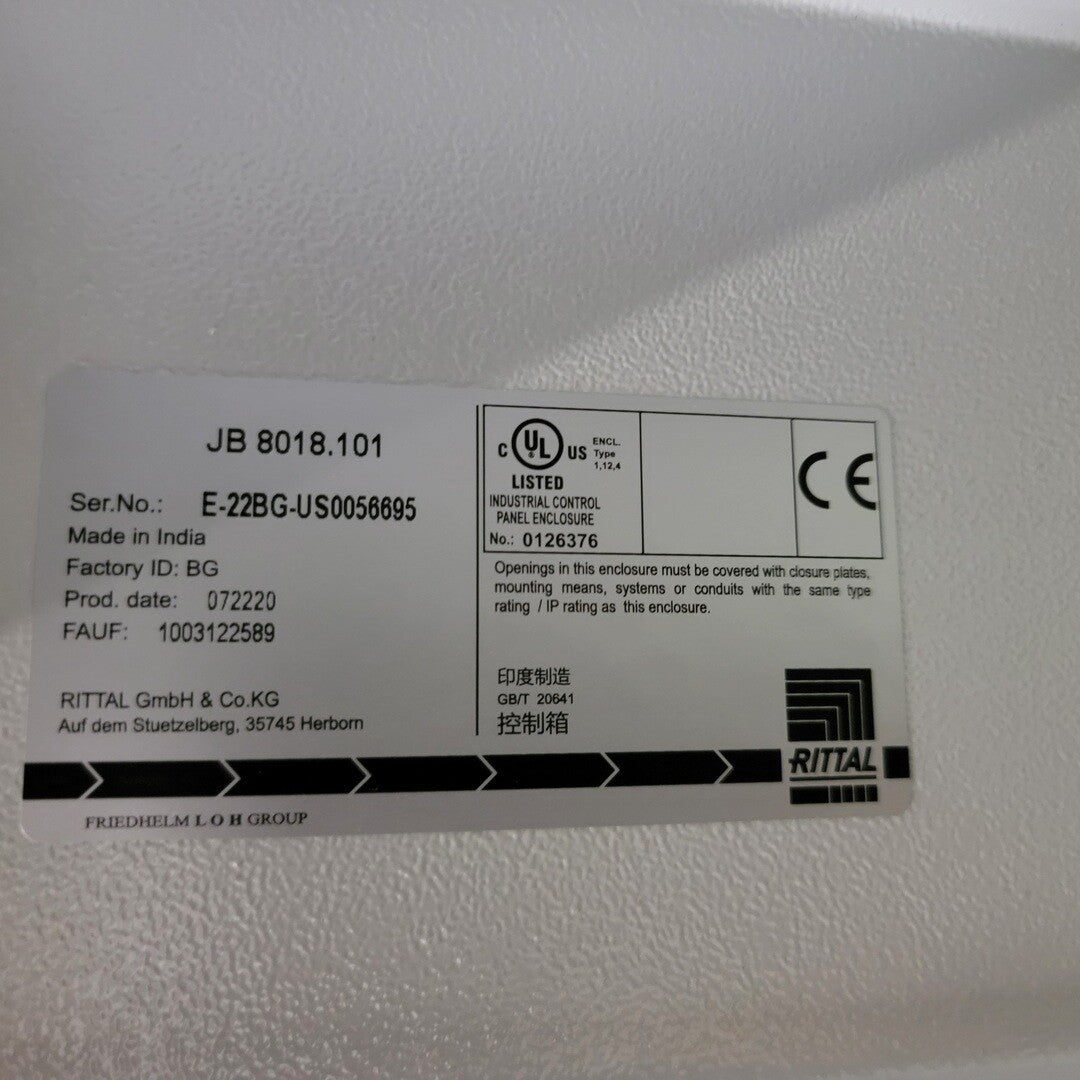 JB 8018.101
Ser.No.: E-22BG-US0056695
Made in India
Factory ID: BG
Prod. date: 072220
FAUF: 1003122589
RITTAL GmbH & Co.KG
Auf dem Stuetzelberg, 35745 Herborn
C UL ® US
ENCL.
Type
1,12,4
LISTED
INDUSTRIAL CONTROL
PANEL ENCLOSURE
No.: 0126376
CE
Openings in this enclosure must be covered with closure plates,
mounting means, systems or conduits with the same type
rating / IP rating as this enclosure.
印度制造
GB/T 20641
控制箱
RITTAL
FRIEDHELM LOH GROUP